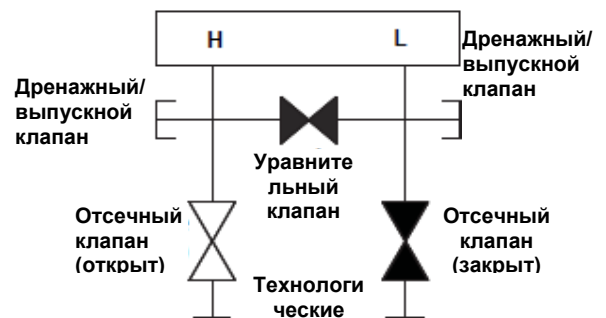 H
L
Дренажный/
выпускной
клапан
Дренажный/
выпускной
клапан
Уравните
льный
клапан
Отсечный
клапан
(открыт)
Отсечный
клапан
(закрыт)
Технологи
ческие